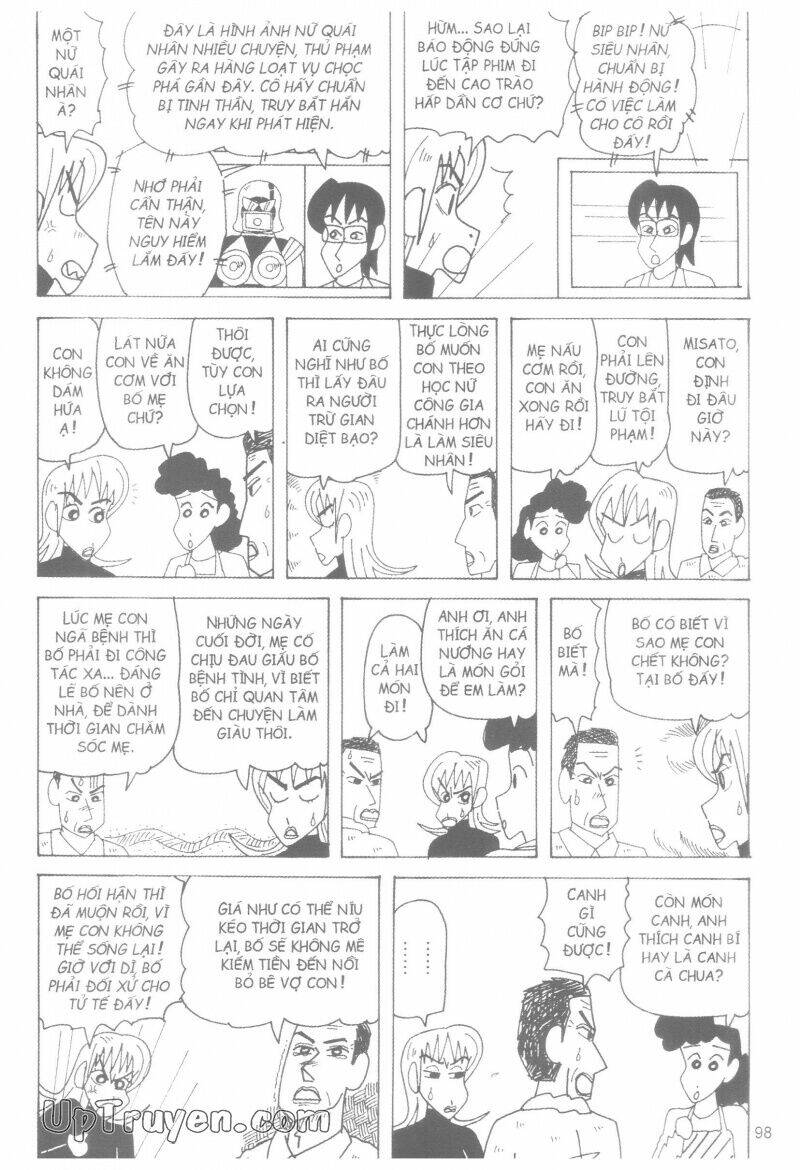 BIP BIP! NỮ
SIÊU NHÂN,
CHUẨN BỊ
HÀNH ĐỘNG!
CÓ VIỆC LÀM
CHO CÔ RỒI
ĐẤY!
HỪM... SAO LẠI
BÁO ĐỘNG ĐÚNG
LÚC TẬP PHIM ĐI
ĐẾN CAO TRÀO
HẤP DẪN CƠ CHỨ?
ĐÂY LÀ HÌNH ẢNH NỮ QUÁI
NHÂN NHIỀU CHUYỆN, THỦ PHẠM
GÂY RA HÀNG LOẠT VỤ CHỌC
PHÁ GẦN ĐÂY. CÔ HÃY CHUẨN
BỊ TINH THẦN, TRUY BẮT HẮN
NGAY KHI PHÁT HIỆN.
NHỚ PHẢI
CẨN THẬN,
TÊN NÀY
NGUY HIỂM
LẮM ĐẤY!
MỘT
NỮ
QUÁI
NHÂN
À?
MISATO,
CON
ĐỊNH
ĐI ĐÂU
GIỜ
NÀY?
CON
PHẢI LÊN
ĐƯỜNG,
TRUY BẮT
LŨ TỘI
PHẠM!
MẸ NẤU
CƠM RỒI,
CON ĂN
XONG RỒI
HÃY ĐI!
THỰC LÒNG
BỐ MUỐN
CON THEO
HỌC NỮ
CÔNG GIA
CHÁNH HƠN
LÀ LÀM SIÊU
NHÂN!
AI CŨNG
NGHĨ NHƯ BỐ
THÌ LẤY ĐÂU
RA NGƯỜI
TRỪ GIAN
DIỆT BẠO?
THÔI
ĐƯỢC,
TÙY CON
LỰA
CHỌN!
LÁT NỮA
CON VỀ ĂN
CƠM VỚI
BỐ MẸ
CHỨ?
CON
KHÔNG
DÁM
HỨA
Ạ!
BỐ CÓ BIẾT VÌ
SAO MẸ CON
CHẾT KHÔNG?
TẠI BỐ ĐẤY!
BỐ
BIẾT
MÀ!
ANH ƠI, ANH
THÍCH ĂN CÁ
NƯỚNG HAY
LÀ MÓN GỎI
ĐỂ EM LÀM?
LÀM
CẢ HAI
MÓN
ĐI!
NHỮNG NGÀY
CUỐI ĐỜI, MẸ CỐ
CHỊU ĐAU GIẤU BỐ
BỆNH TÌNH, VÌ BIẾT
BỐ CHỈ QUAN TÂM
ĐẾN CHUYỆN LÀM
GIÀU THÔI.
LÚC MẸ CON
NGÃ BỆNH THÌ
BỐ PHẢI ĐI CÔNG
TÁC XA... ĐÁNG
LẼ BỐ NÊN Ở
NHÀ, ĐỂ DÀNH
THỜI GIAN CHĂM
SÓC MẸ.
CÒN MÓN
CANH, ANH
THÍCH CANH BÍ
HAY LÀ CANH
CÀ CHUA?
CANH
GÌ
CŨNG
ĐƯỢC!
......
......
GIÁ NHƯ CÓ THỂ NÍU
KÉO THỜI GIAN TRỞ
LẠI, BỐ SẼ KHÔNG MÊ
KIẾM TIỀN ĐẾN NỖI
BỎ BÊ VỢ CON!
BỐ HỐI HẬN THÌ
ĐÃ MUỘN RỒI, VÌ
MẸ CON KHÔNG
THỂ SỐNG LẠI!
GIỜ VỚI DÌ, BỐ
PHẢI ĐỐI XỬ CHO
TỬ TẾ ĐẤY!
UpTruyen.com
98